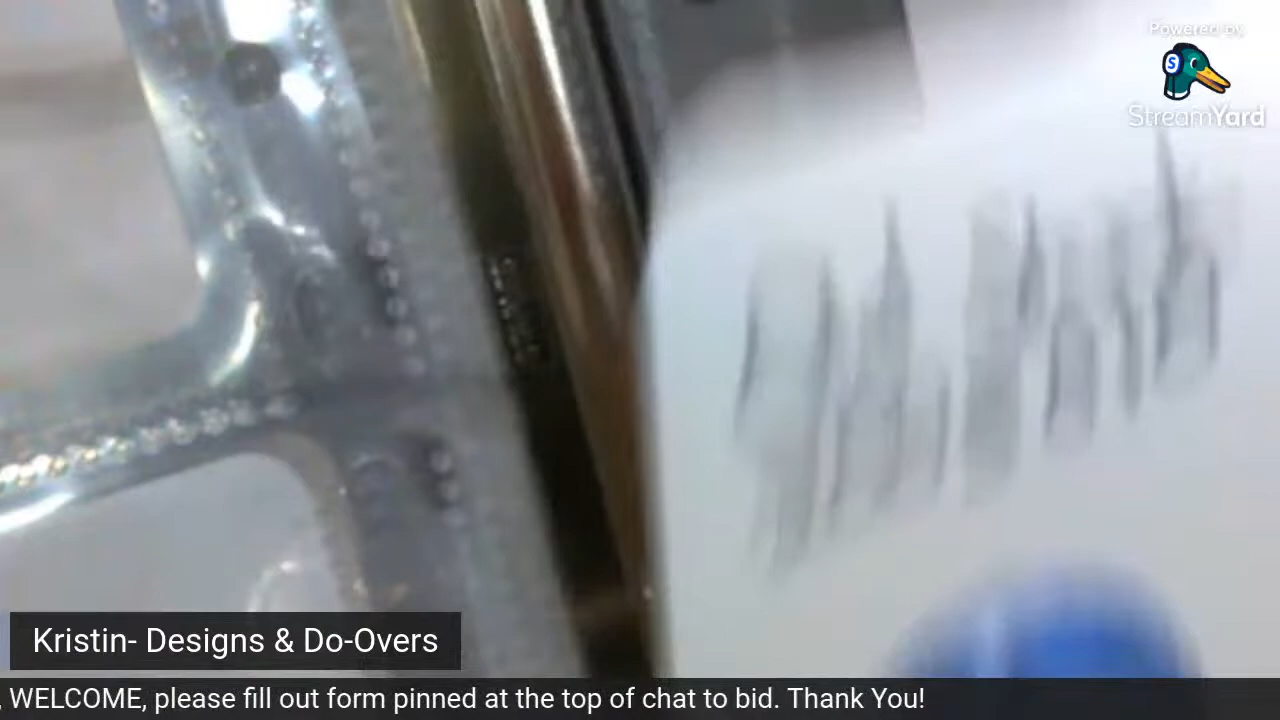 Powered by
S
StreamYard
Kristin- Designs & Do-Overs
WELCOME, please fill out form pinned at the top of chat to bid. Thank You!